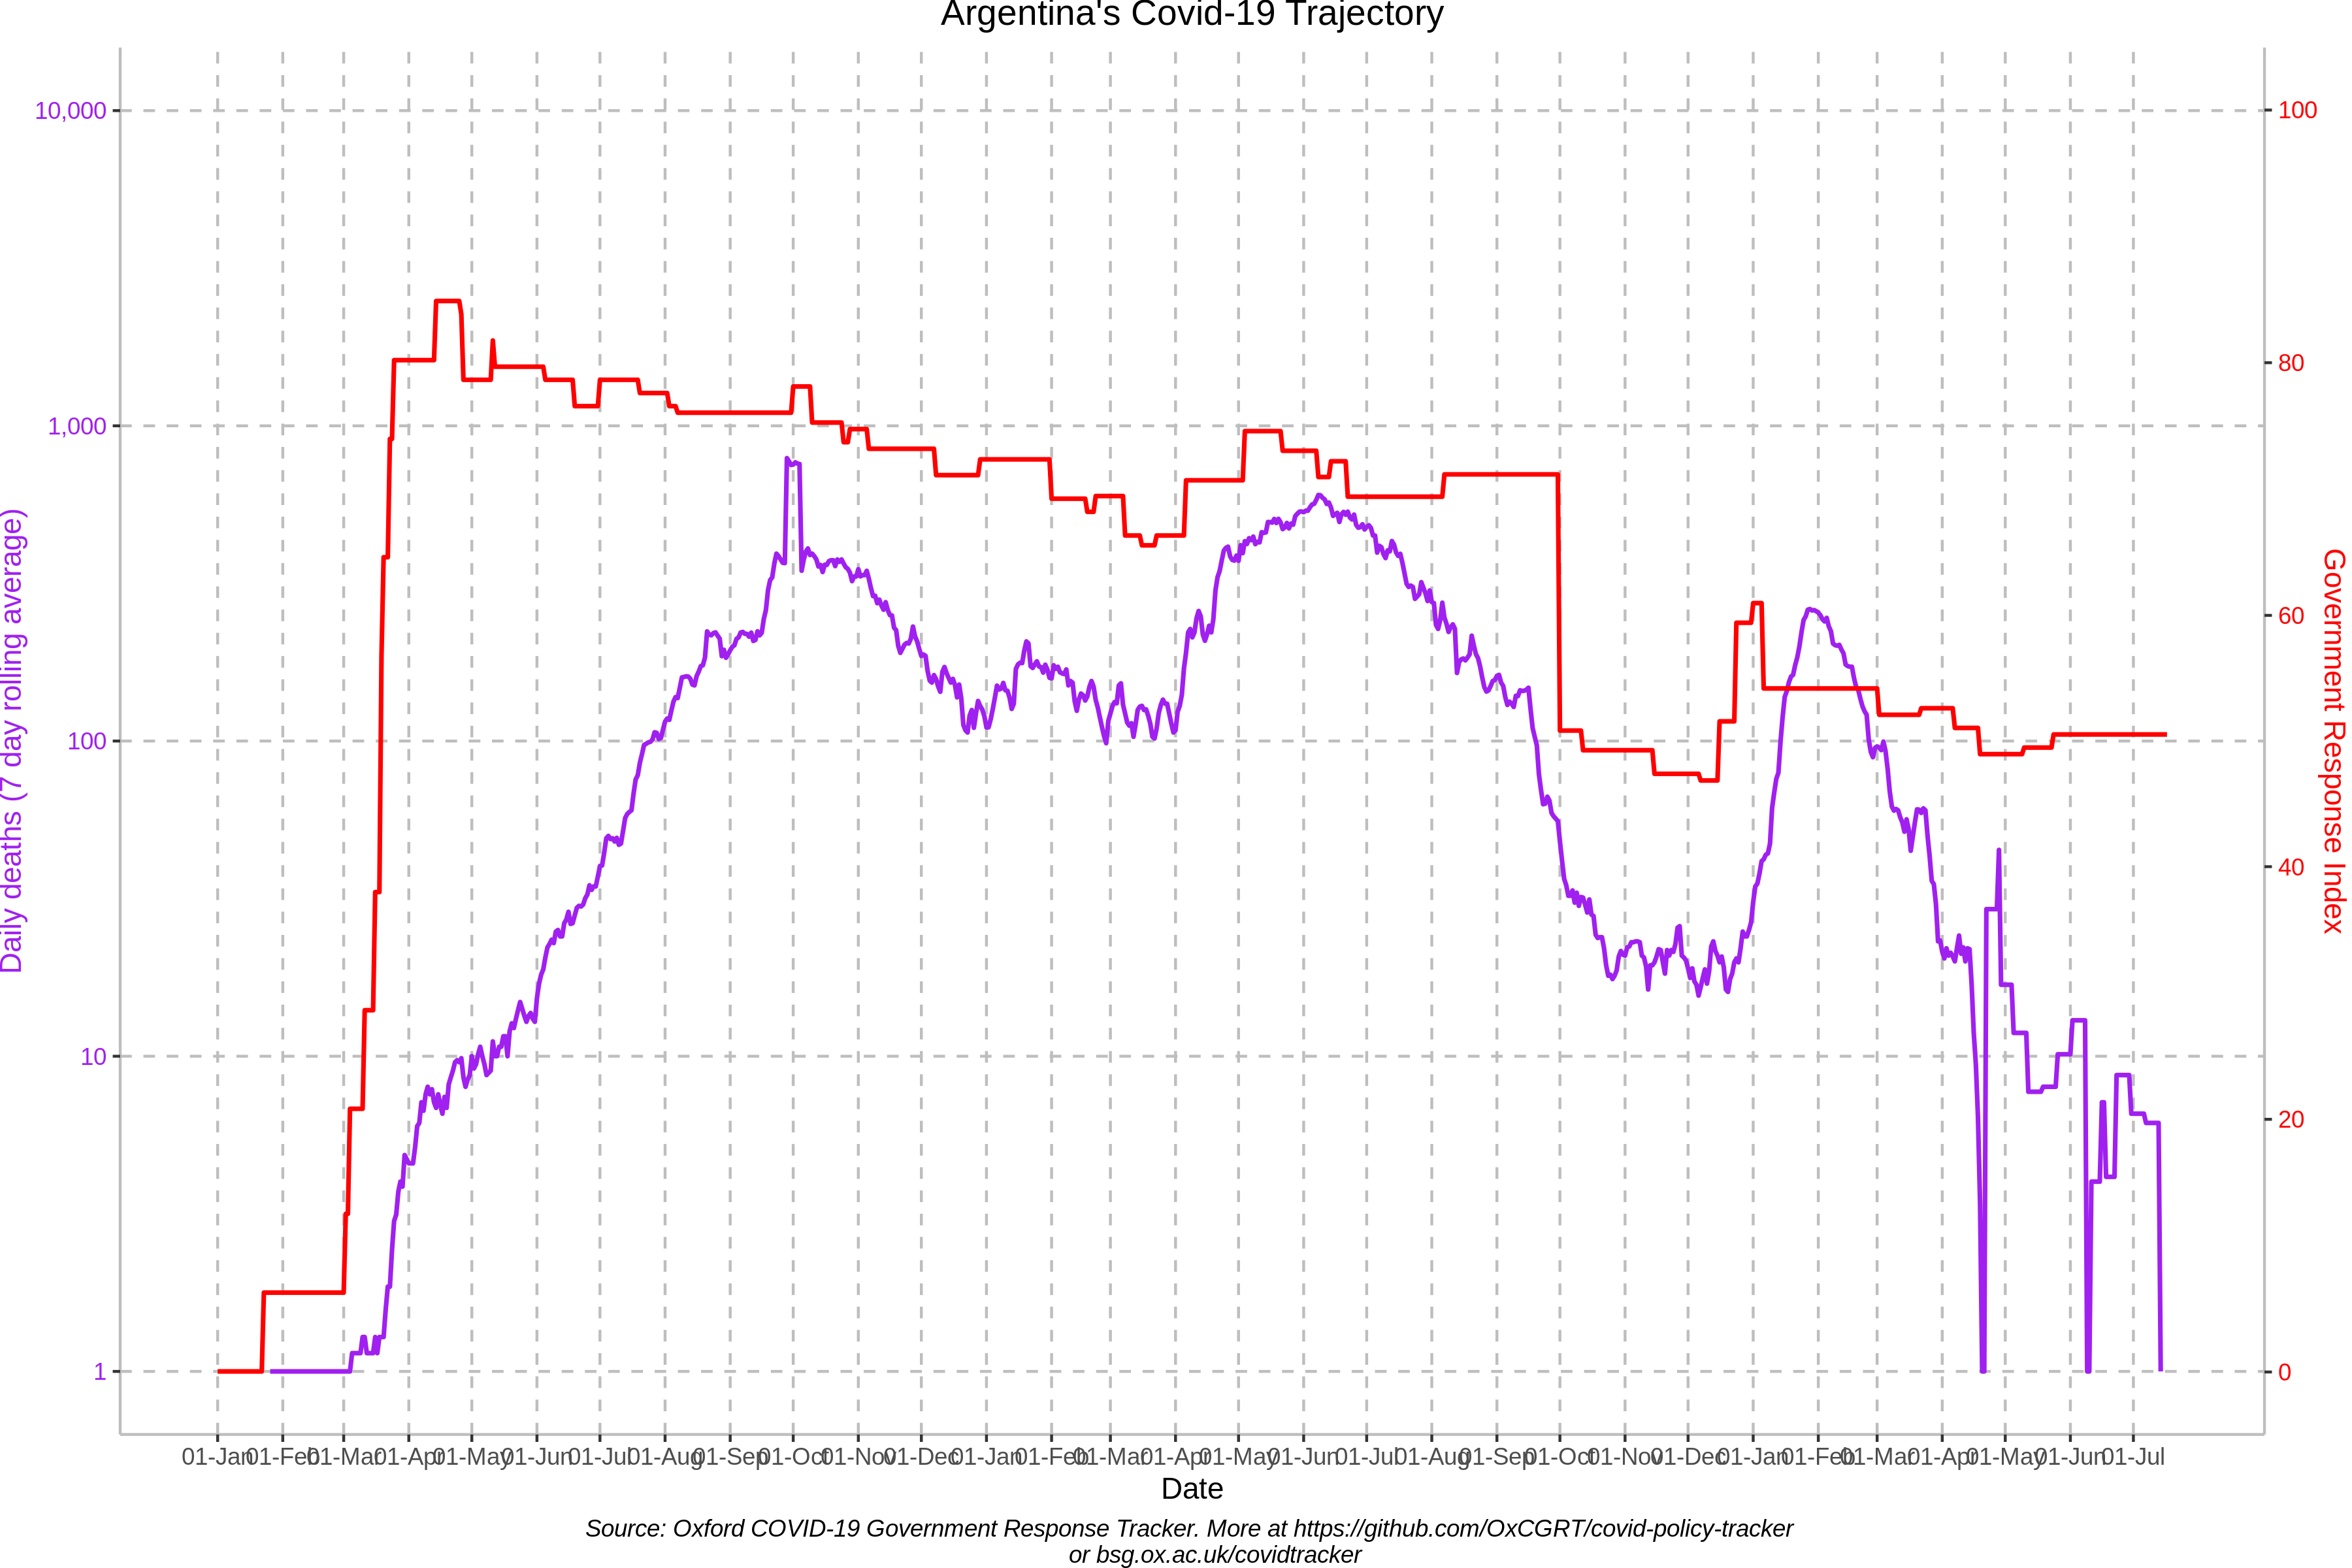 Argentina's Covid-19 Trajectory
10,000
1,000
100
10
1
Daily deaths (7 day rolling average)
100
80
60
40
20
0
Government Response Index
01-Jan 01-Feb 01-Mar 01-Apr 01-May 01-Jun 01-Jul 01-Aug 01-Sep 01-Oct 01-Nov 01-Dec 01-Jan 01-Feb 01-Mar 01-Apr 01-May 01-Jun 01-Jul 01-Aug 01-Sep 01-Oct 01-Nov 01-Dec 01-Jan 01-Feb 01-Mar 01-Apr 01-May 01-Jun 01-Jul
Date
Source: Oxford COVID-19 Government Response Tracker. More at https://github.com/OxCGRT/covid-policy-tracker
or bsg.ox.ac.uk/covidtracker